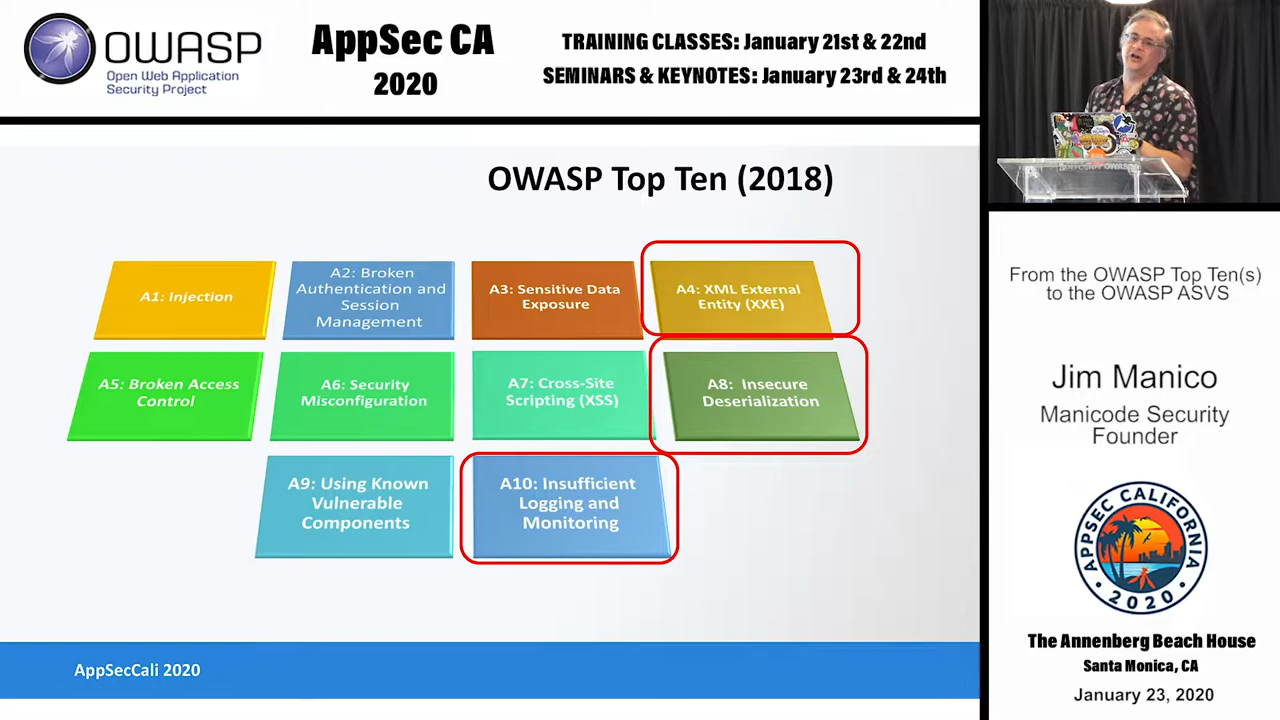 OWASP
Open Web Application
Security Project
AppSec CA
2020
TRAINING CLASSES: January 21st & 22nd
SEMINARS & KEYNOTES: January 23rd & 24th
OWASP Top Ten (2018)
A1: Injection
A2: Broken
Authentication and
Session
Management
A3: Sensitive Data
Exposure
A4: XML External
Entity (XXE)
A5: Broken Access
Control
A6: Security
Misconfiguration
A7: Cross-Site
Scripting (XSS)
A8: Insecure
Deserialization
A9: Using Known
Vulnerable
Components
A10: Insufficient
Logging and
Monitoring
AppSecCali 2020
From the OWASP Top Ten(s)
to the OWASP ASVS
Jim Manico
Manicode Security
Founder
APPSEC CALIFORNIA
2020
The Annenberg Beach House
Santa Monica, CA
January 23, 2020